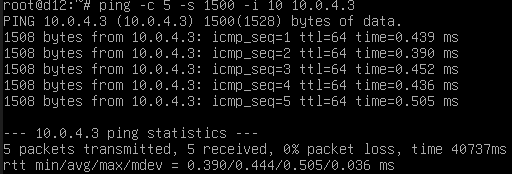 root@d12:~# ping -c 5 -s 1500 -i 10 10.0.4.3
PING 10.0.4.3 (10.0.4.3) 1500(1528) bytes of data.
1508 bytes from 10.0.4.3: icmp_seq=1 ttl=64 time=0.439 ms
1508 bytes from 10.0.4.3: icmp_seq=2 ttl=64 time=0.390 ms
1508 bytes from 10.0.4.3: icmp_seq=3 ttl=64 time=0.452 ms
1508 bytes from 10.0.4.3: icmp_seq=4 ttl=64 time=0.436 ms
1508 bytes from 10.0.4.3: icmp_seq=5 ttl=64 time=0.505 ms
--- 10.0.4.3 ping statistics ---
5 packets transmitted, 5 received, 0% packet loss, time 40737ms
rtt min/avg/max/mdev = 0.390/0.444/0.505/0.036 ms